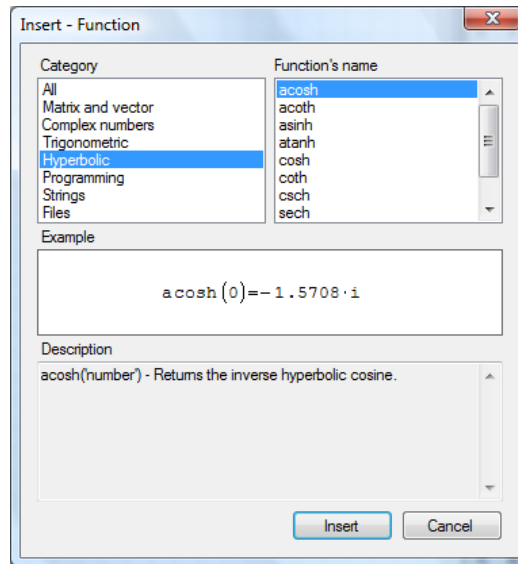 Insert - Function
Category
All
Matrix and vector
Complex numbers
Trigonometric
Hyperbolic
Programming
Strings
Files
Function's name
acosh
acoth
asinh
atanh
cosh
coth
csch
sech
Example
acosh(0)=-1.5708·i
Description
acosh('number') - Returns the inverse hyperbolic cosine.
Insert
Cancel